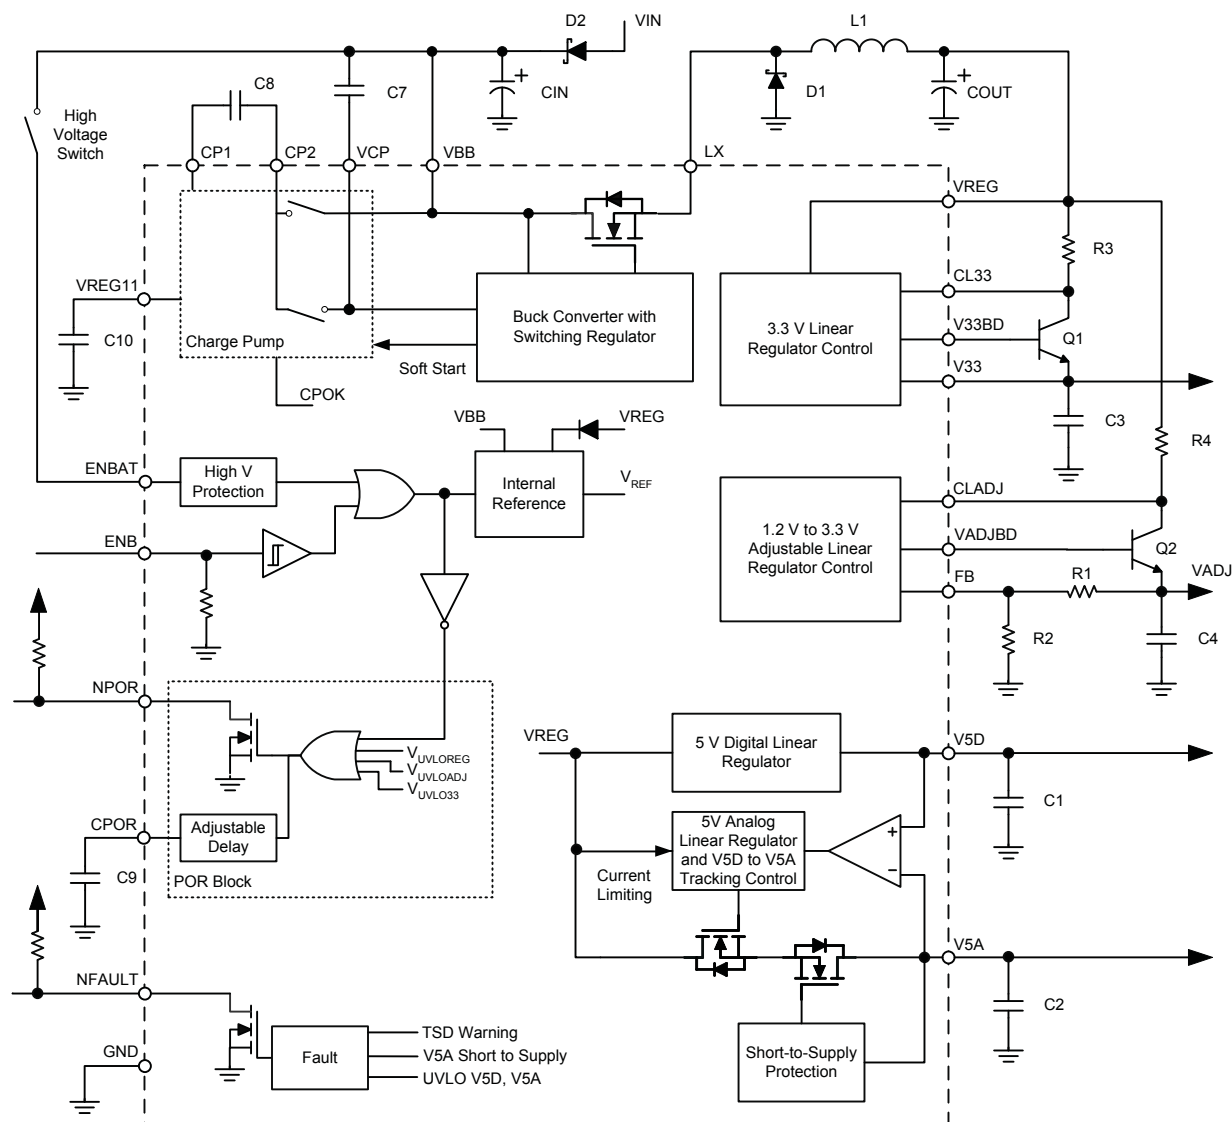 D2
VIN
L1
C8
C7
CIN
D1
COUT
High
Voltage
Switch
CP1
CP2
VCP
VBB
LX
VREG
R3
VREG11
CL33
C10
Charge Pump
Buck Converter with
Switching Regulator
3.3 V Linear
Regulator Control
V33BD
Q1
Soft Start
V33
CPOK
C3
VBB
VREG
R4
ENBAT
High V
Protection
Internal
Reference
VREF
CLADJ
ENB
1.2 V to 3.3 V
Adjustable Linear
Regulator Control
VADJBD
Q2
FB
R1
VADJ
R2
C4
NPOR
VREG
5 V Digital Linear
Regulator
V5D
VUVLOREG
VUVLOADJ
VUVLO33
C1
CPOR
Adjustable
Delay
5V Analog
Linear Regulator
and V5D to V5A
Tracking Control
+
−
C9
POR Block
Current
Limiting
V5A
NFAULT
C2
TSD Warning
GND
Fault
V5A Short to Supply
UVLO V5D, V5A
Short-to-Supply
Protection